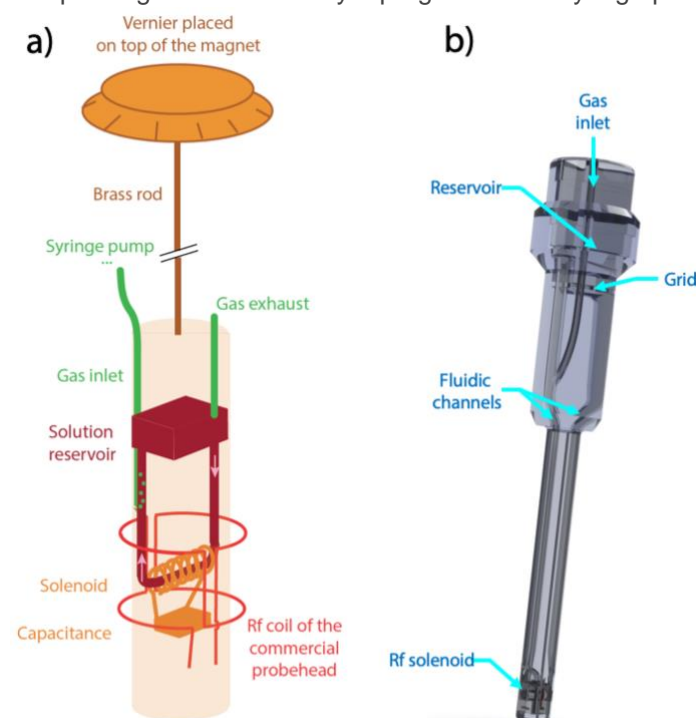 a)
Vernier placed
on top of the magnet
Brass rod
Syringe pump
...
Gas exhaust
Gas inlet
Solution
reservoir
Solenoid
Capacitance
Rf coil of the
commercial
probehead
b)
Gas
inlet
Reservoir
Grid
Fluidic
channels
Rf solenoid